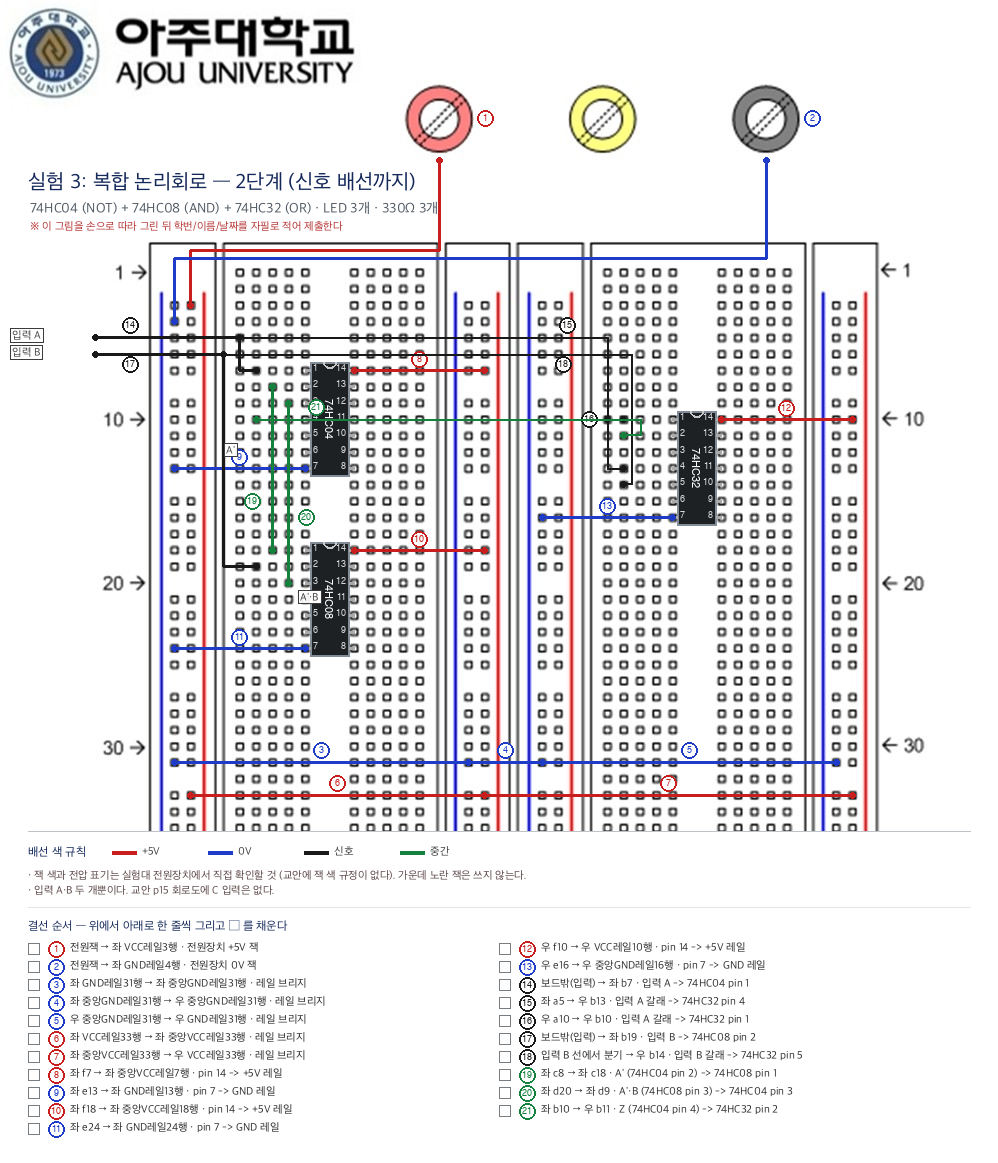 아주대학교
AJOU UNIVERSITY
1973
1
2
실험 3: 복합 논리회로 — 2단계 (신호 배선까지)
74HC04 (NOT) + 74HC08 (AND) + 74HC32 (OR) · LED 3개 · 330Ω 3개
※ 이 그림을 손으로 따라 그린 뒤 학번/이름/날짜를 자필로 적어 제출한다
1 →
← 1
입력 A
14
15
입력 B
17
18
8
12
10 →
← 10
21
16
74HC04
A'
9
74HC32
19
20
13
10
20 →
← 20
74HC08
A'·B
11
30 →
← 30
3
4
5
6
7
배선 색 규칙 +5V 0V 신호 중간
· 잭 색과 전압 표기는 실험대 전원장치에서 직접 확인할 것 (교안에 잭 색 규정이 없다). 가운데 노란 잭은 쓰지 않는다.
· 입력 A·B 두 개뿐이다. 교안 p15 회로도에 C 입력은 없다.
결선 순서 — 위에서 아래로 한 줄씩 그리고 □ 를 채운다
1 전원잭 → 좌 VCC레일3행 · 전원장치 +5V 잭
2 전원잭 → 좌 GND레일4행 · 전원장치 0V 잭
3 좌 GND레일31행 → 좌 중앙GND레일31행 · 레일 브리지
4 좌 중앙GND레일31행 → 우 중앙GND레일31행 · 레일 브리지
5 우 중앙GND레일31행 → 우 GND레일31행 · 레일 브리지
6 좌 VCC레일33행 → 좌 중앙VCC레일33행 · 레일 브리지
7 좌 중앙VCC레일33행 → 우 VCC레일33행 · 레일 브리지
8 좌 f7 → 좌 중앙VCC레일7행 · pin 14 -> +5V 레일
9 좌 e13 → 좌 GND레일13행 · pin 7 -> GND 레일
10 좌 f18 → 좌 중앙VCC레일18행 · pin 14 -> +5V 레일
11 좌 e24 → 좌 GND레일24행 · pin 7 -> GND 레일
12 우 f10 → 우 VCC레일10행 · pin 14 -> +5V 레일
13 우 e16 → 우 중앙GND레일16행 · pin 7 -> GND 레일
14 보드밖(입력) → 좌 b7 · 입력 A -> 74HC04 pin 1
15 좌 a5 → 우 b13 · 입력 A 갈래 -> 74HC32 pin 4
16 우 a10 → 우 b10 · 입력 A 갈래 -> 74HC32 pin 1
17 보드밖(입력) → 좌 b19 · 입력 B -> 74HC08 pin 2
18 입력 B 선에서 분기 → 우 b14 · 입력 B 갈래 -> 74HC32 pin 5
19 좌 c8 → 좌 c18 · A' (74HC04 pin 2) -> 74HC08 pin 1
20 좌 d20 → 좌 d9 · A'·B (74HC08 pin 3) -> 74HC04 pin 3
21 좌 b10 → 우 b11 · Z (74HC04 pin 4) -> 74HC32 pin 2